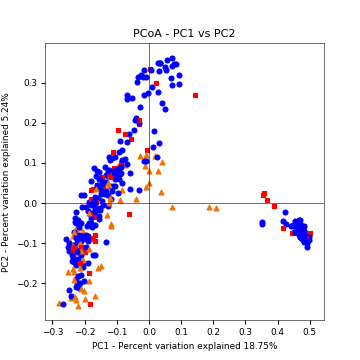 PCoA - PC1 vs PC2
PC2 - Percent variation explained 5.24%
0.3
0.2
0.1
0.0
−0.1
−0.2
−0.3 −0.2 −0.1 0.0 0.1 0.2 0.3 0.4 0.5
PC1 - Percent variation explained 18.75%